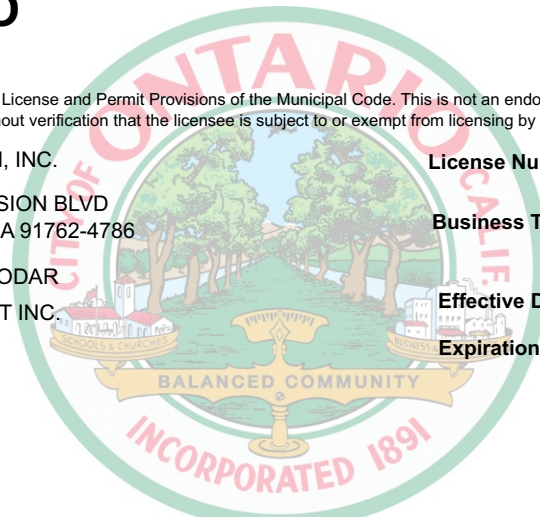 O
License and Permit Provisions of the Municipal Code. This is not an endo
out verification that the licensee is subject to or exempt from licensing by
, INC.
License Nu
SION BLVD
A 91762-4786
Business T
ODAR
T INC.
Effective D
Expiration
CITY OF ONTARIO CALIF.
SCHOOLS & CHURCHES
BUSINESS &
BALANCED COMMUNITY
INCORPORATED 1891